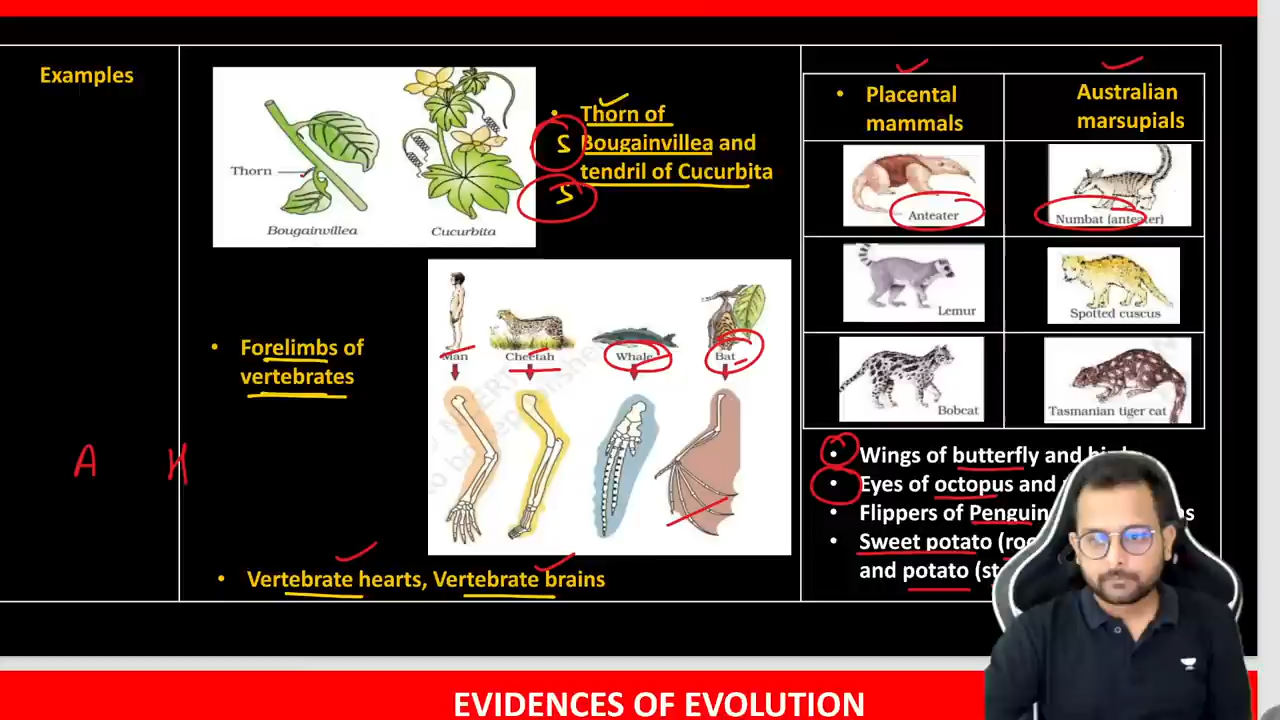 Examples
Thorn
Bougainvillea
Cucurbita
• Thorn of
Bougainvillea and
tendril of Cucurbita
S
S
• Forelimbs of
vertebrates
Man
Cheetah
Whale
Bat
A H
• Vertebrate hearts, Vertebrate brains
• Placental
mammals
Australian
marsupials
Anteater
Numbat (anteater)
Lemur
Spotted cuscus
Bobcat
Tasmanian tiger cat
• Wings of butterfly and
• Eyes of octopus and
• Flippers of Penguin
• Sweet potato
and potato
EVIDENCES OF EVOLUTION